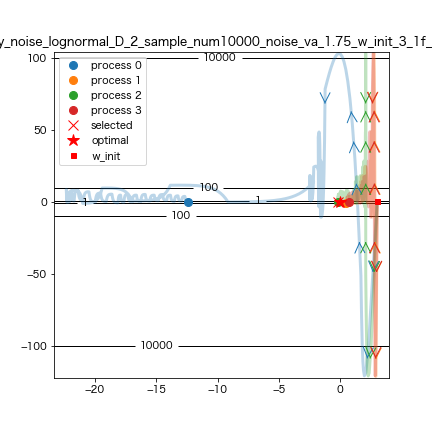 y_noise_lognormal_D_2_sample_num10000_noise_va_1.75_w_init_3_1f_
process 0
process 1
process 2
process 3
selected
optimal
w_init
10000
100
1
1
100
10000
100
50
0
−50
−100
−20
−15
−10
−5
0